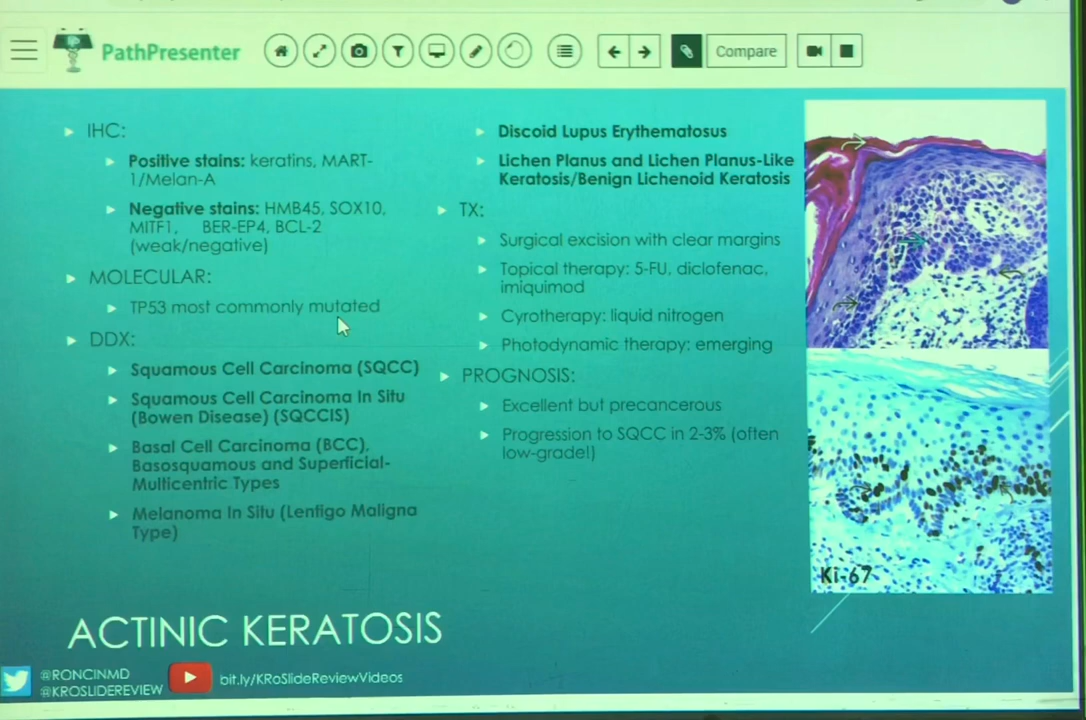 PathPresenter
Compare
IHC:
Positive stains: keratins, MART-
1/Melan-A
Negative stains: HMB45, SOX10,
MITF1, BER-EP4, BCL-2
(weak/negative)
MOLECULAR:
TP53 most commonly mutated
DDX:
Squamous Cell Carcinoma (SQCC)
Squamous Cell Carcinoma In Situ
(Bowen Disease) (SQCCIS)
Basal Cell Carcinoma (BCC),
Basosquamous and Superficial-
Multicentric Types
Melanoma In Situ (Lentigo Maligna
Type)
Discoid Lupus Erythematosus
Lichen Planus and Lichen Planus-Like
Keratosis/Benign Lichenoid Keratosis
TX:
Surgical excision with clear margins
Topical therapy: 5-FU, diclofenac,
imiquimod
Cyrotherapy: liquid nitrogen
Photodynamic therapy: emerging
PROGNOSIS:
Excellent but precancerous
Progression to SQCC in 2-3% (often
low-grade!)
Ki-67
ACTINIC KERATOSIS
@RONCINMD
@KROSLIDEREVIEW
bit.ly/KRoSlideReviewVideos